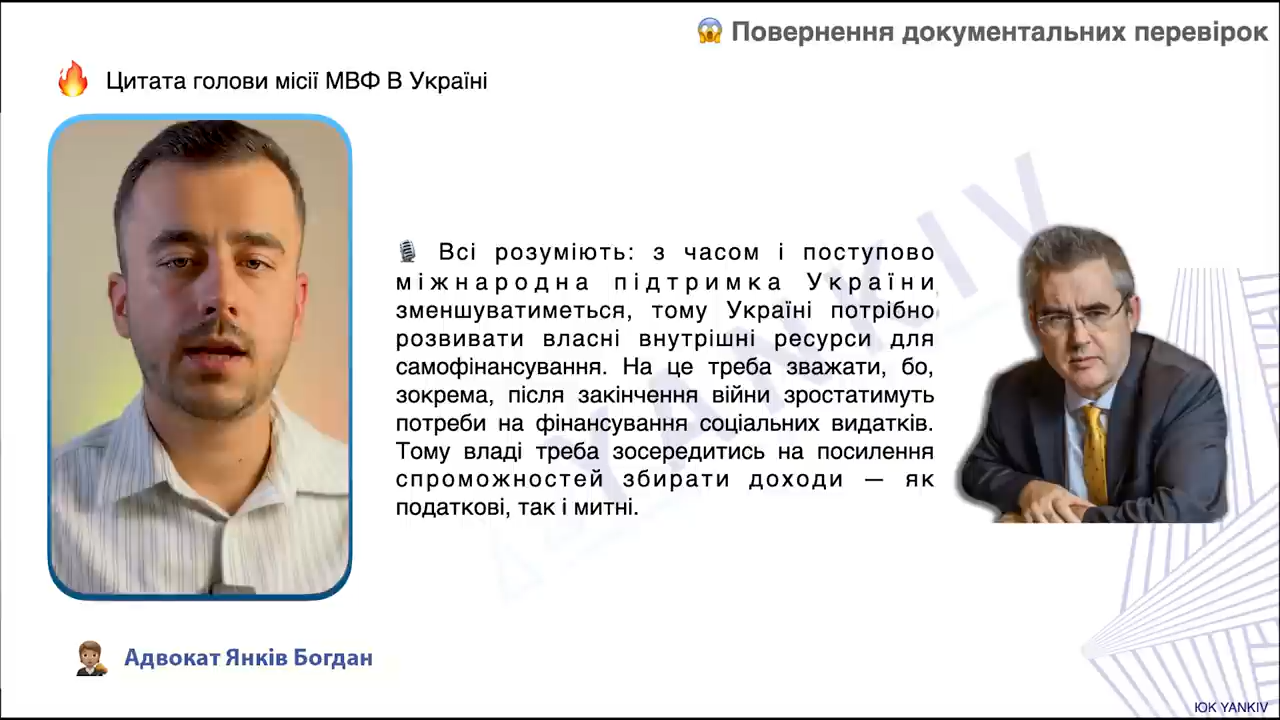 😱 Повернення документальних перевірок
🔥 Цитата голови місії МВФ В Україні
🎙 Всі розуміють: з часом і поступово
міжнародна підтримка України
зменшуватиметься, тому Україні потрібно
розвивати власні внутрішні ресурси для
самофінансування. На це треба зважати, бо,
зокрема, після закінчення війни зростатимуть
потреби на фінансування соціальних видатків.
Тому владі треба зосередитись на посилення
спроможностей збирати доходи — як
податкові, так і митні.
YANKIV
Адвокат Янків Богдан
ЮК YANKIV